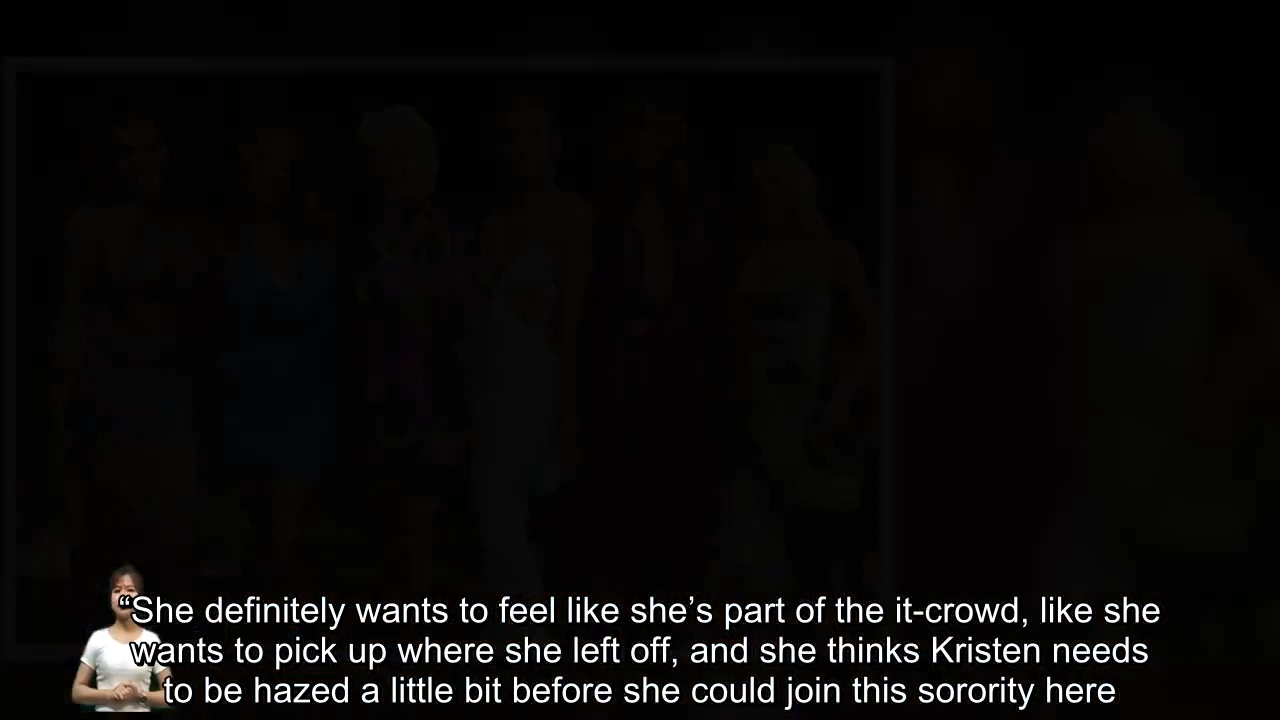 “She definitely wants to feel like she’s part of the it-crowd, like she
wants to pick up where she left off, and she thinks Kristen needs
to be hazed a little bit before she could join this sorority here